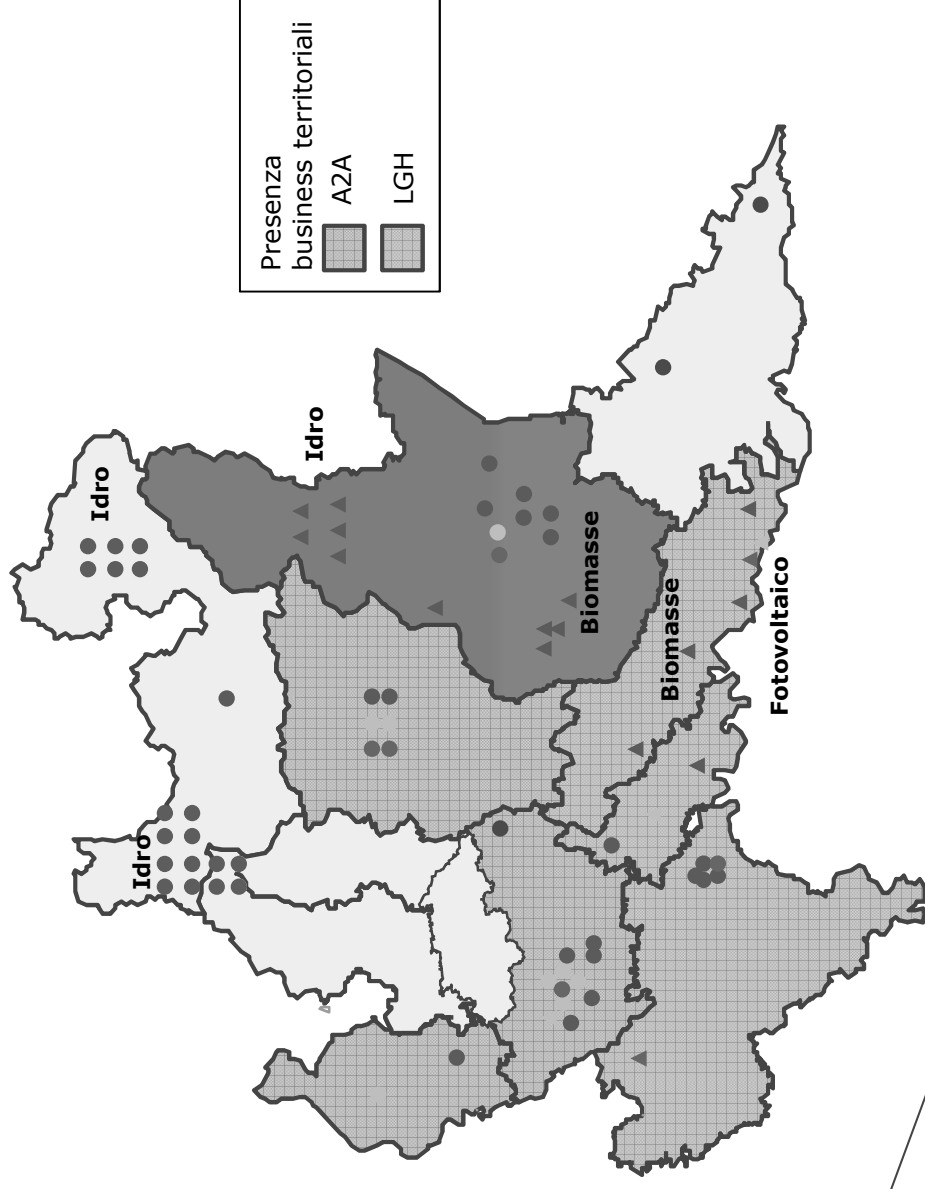 Presenza
business territoriali
A2A
LGH
Idro
Idro
Idro
Biomasse
Biomasse
Fotovoltaico